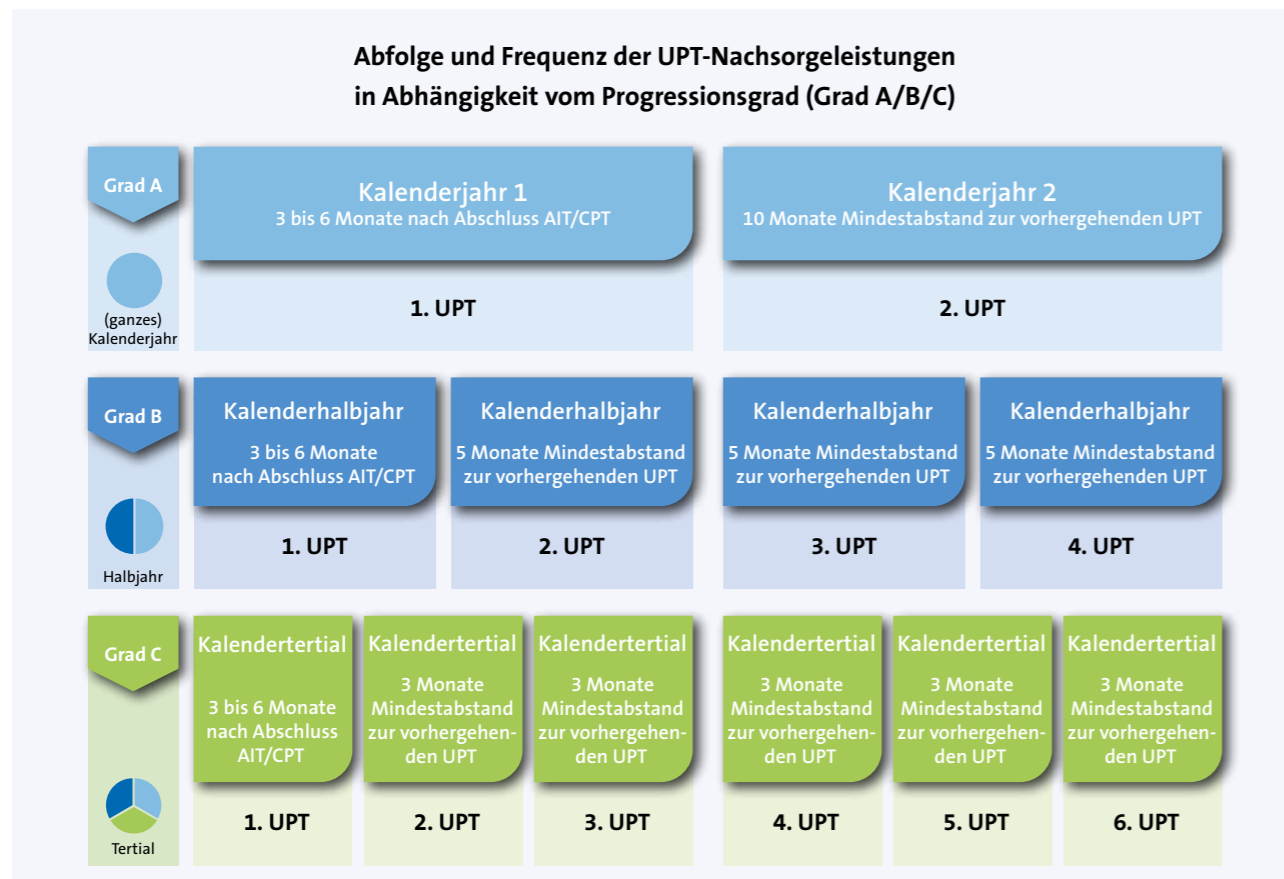 Abfolge und Frequenz der UPT-Nachsorgeleistungen
in Abhängigkeit vom Progressionsgrad (Grad A/B/C)
Grad A
(ganzes)
Kalenderjahr
Kalenderjahr 1
3 bis 6 Monate nach Abschluss AIT/CPT
1. UPT
Kalenderjahr 2
10 Monate Mindestabstand zur vorhergehenden UPT
2. UPT
Grad B
Halbjahr
Kalenderhalbjahr
3 bis 6 Monate
nach Abschluss AIT/CPT
1. UPT
Kalenderhalbjahr
5 Monate Mindestabstand
zur vorhergehenden UPT
2. UPT
Kalenderhalbjahr
5 Monate Mindestabstand
zur vorhergehenden UPT
3. UPT
Kalenderhalbjahr
5 Monate Mindestabstand
zur vorhergehenden UPT
4. UPT
Grad C
Tertial
Kalendertertial
3 bis 6 Monate
nach Abschluss
AIT/CPT
1. UPT
Kalendertertial
3 Monate
Mindestabstand
zur vorhergehen-
den UPT
2. UPT
Kalendertertial
3 Monate
Mindestabstand
zur vorhergehen-
den UPT
3. UPT
Kalendertertial
3 Monate
Mindestabstand
zur vorhergehen-
den UPT
4. UPT
Kalendertertial
3 Monate
Mindestabstand
zur vorhergehen-
den UPT
5. UPT
Kalendertertial
3 Monate
Mindestabstand
zur vorhergehen-
den UPT
6. UPT